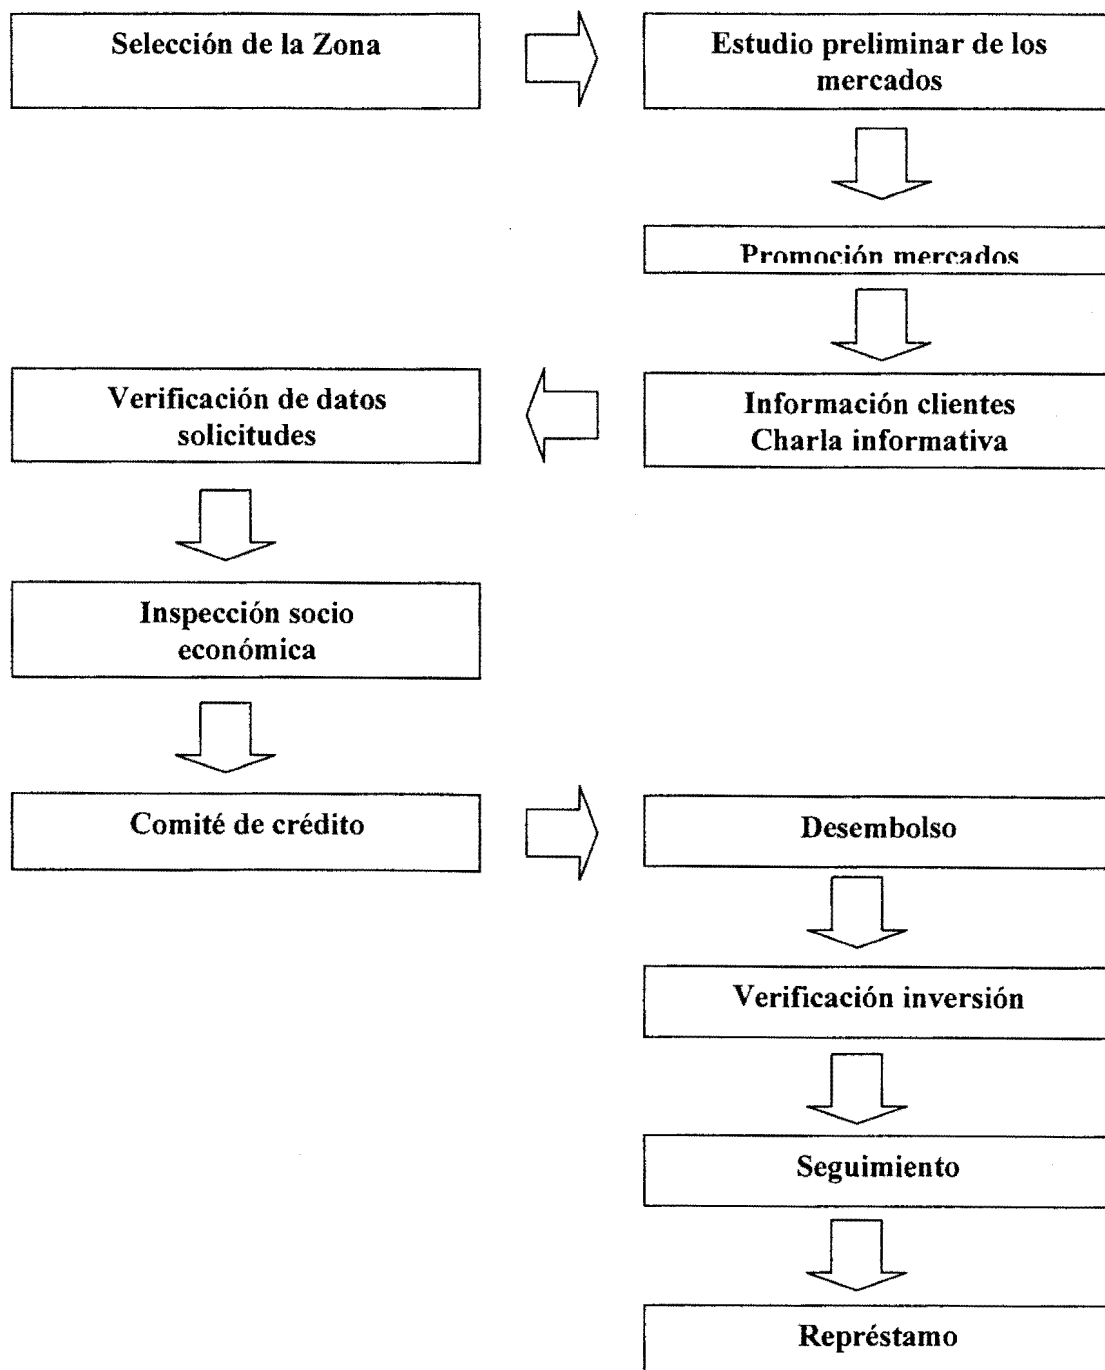 Selección de la Zona
Estudio preliminar de los
mercados
Promoción mercados
Información clientes
Charla informativa
Verificación de datos
solicitudes
Inspección socio
económica
Comité de crédito
Desembolso
Verificación inversión
Seguimiento
Représtamo